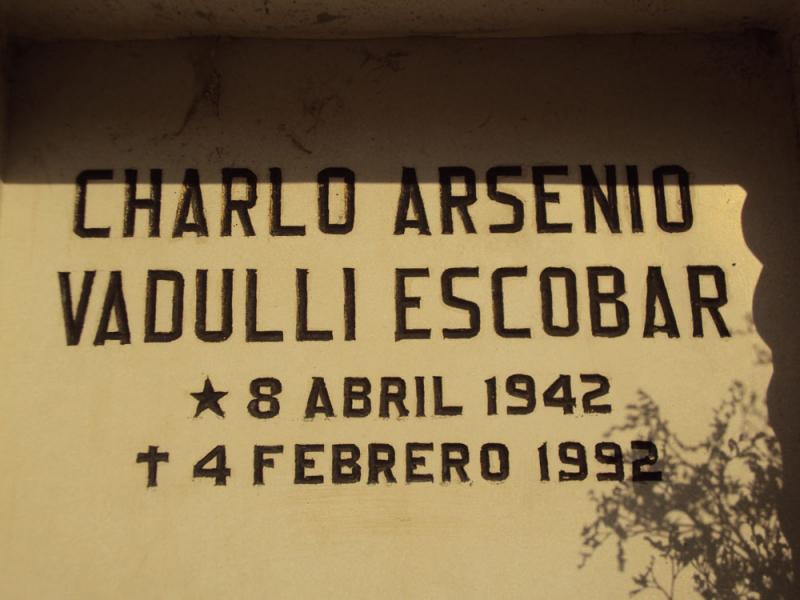 CHARLO ARSENIO
VADULLI ESCOBAR
★ 8 ABRIL 1942
✝ 4 FEBRERO 1992